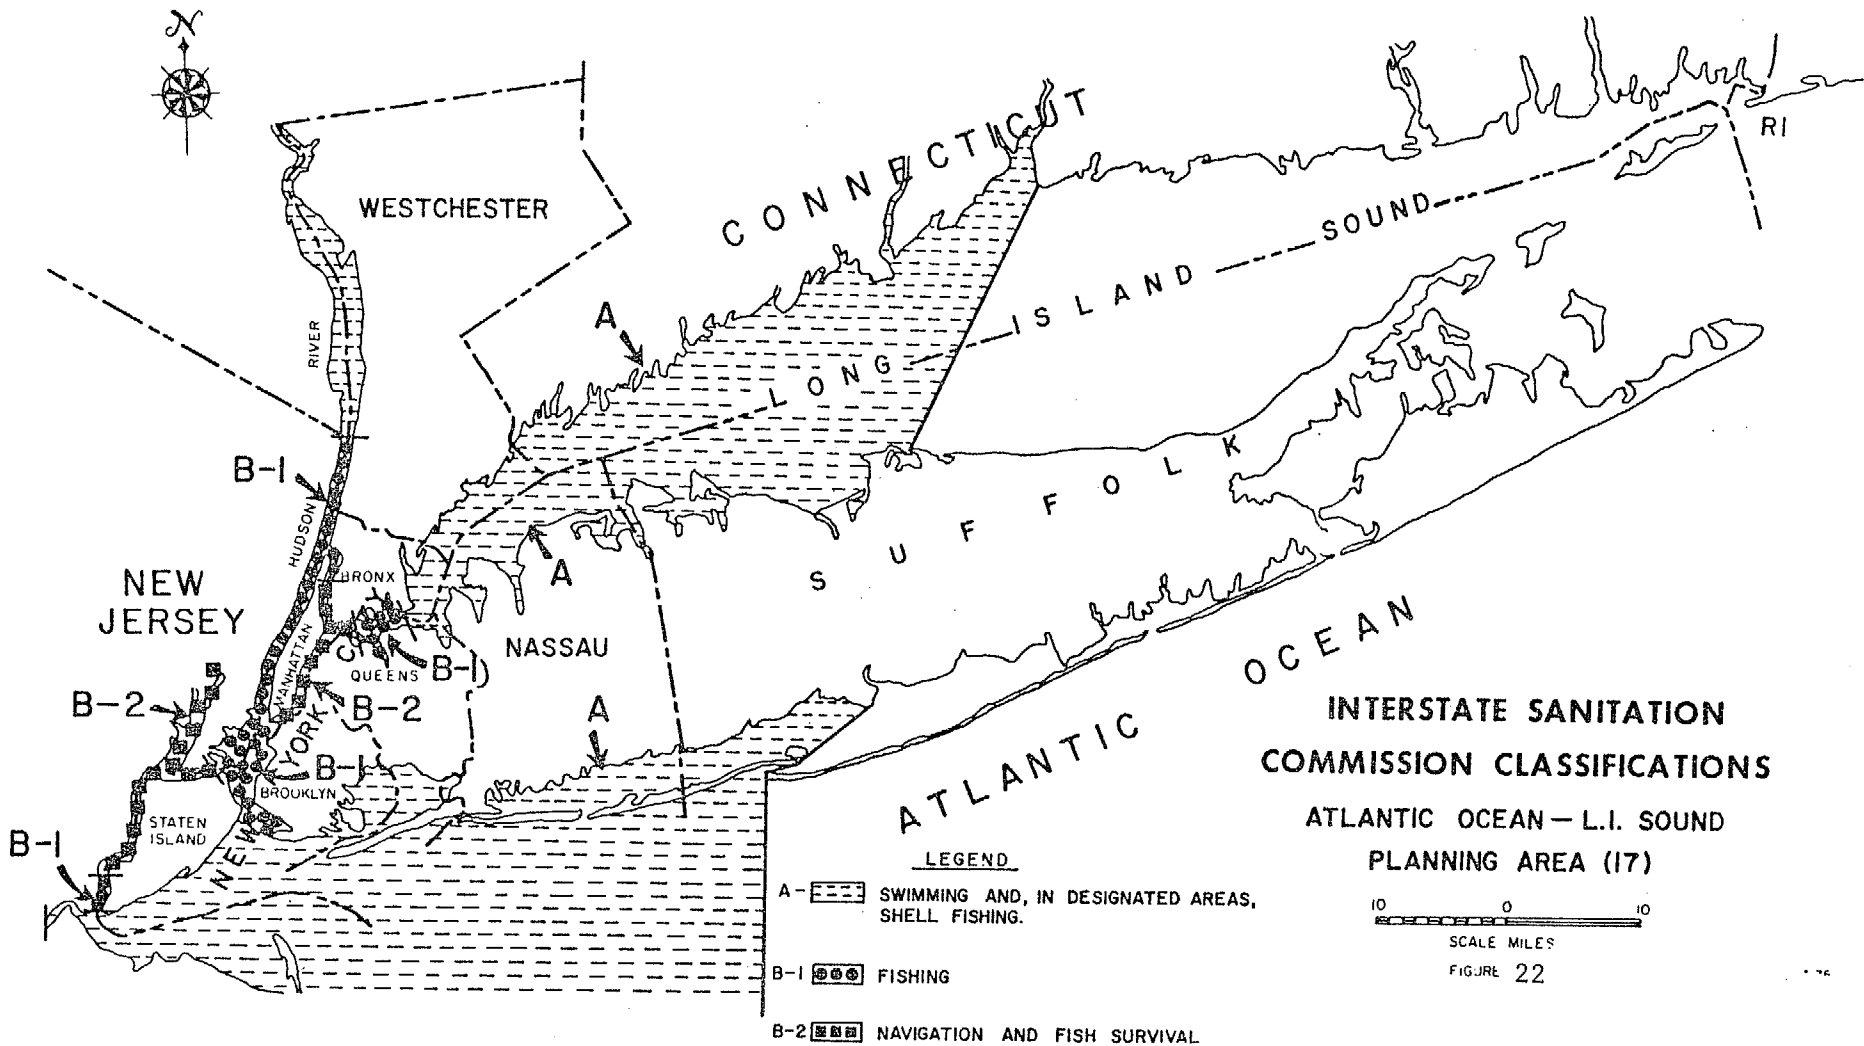 N
WESTCHESTER
CONNECTICUT
RI
LONG ISLAND SOUND
RIVER
A
B-1
HUDSON
NEW
JERSEY
BRONX
A
MANHATTAN
QUEENS
B-1
NASSAU
SUFFOLK
B-2
B-2
A
NEW YORK C
B-1
BROOKLYN
STATEN
ISLAND
B-1
ATLANTIC OCEAN
INTERSTATE SANITATION
COMMISSION CLASSIFICATIONS
ATLANTIC OCEAN — L.I. SOUND
PLANNING AREA (17)
10 0 10
SCALE MILES
FIGURE 22
LEGEND
A- SWIMMING AND, IN DESIGNATED AREAS,
SHELL FISHING.
B-1 FISHING
B-2 NAVIGATION AND FISH SURVIVAL